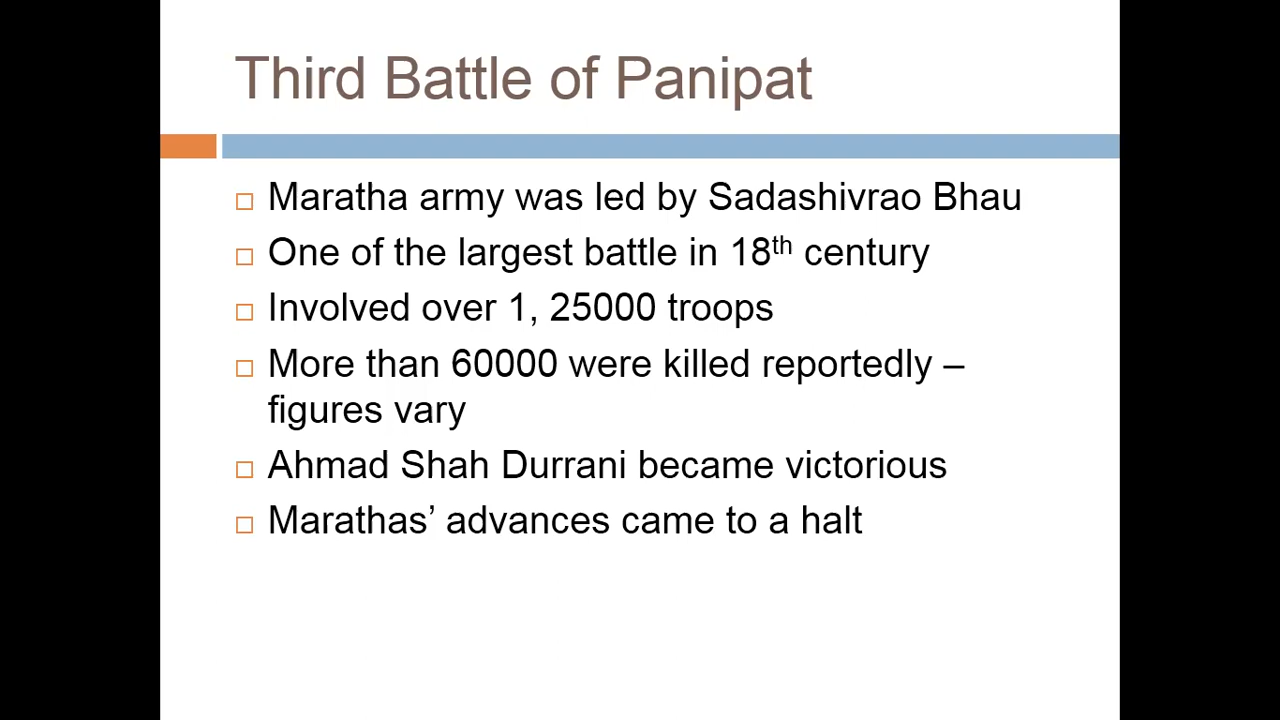 Third Battle of Panipat
Maratha army was led by Sadashivrao Bhau
One of the largest battle in 18th century
Involved over 1, 25000 troops
More than 60000 were killed reportedly –
figures vary
Ahmad Shah Durrani became victorious
Marathas’ advances came to a halt